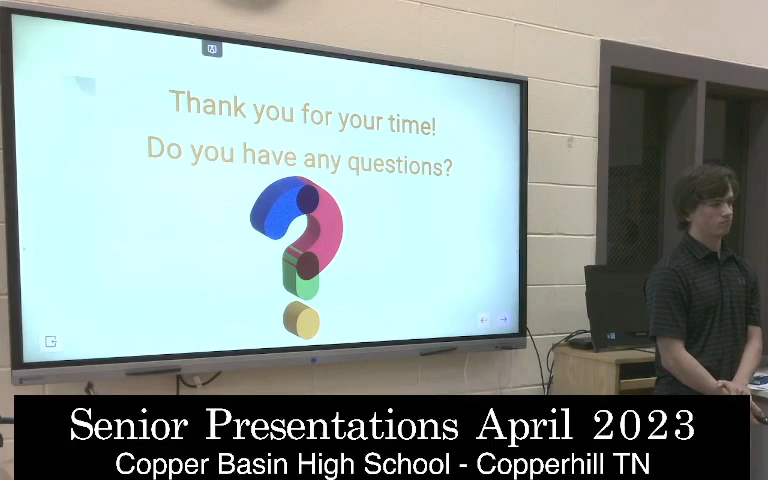 Thank you for your time!
Do you have any questions?
Senior Presentations April 2023
Copper Basin High School - Copperhill TN